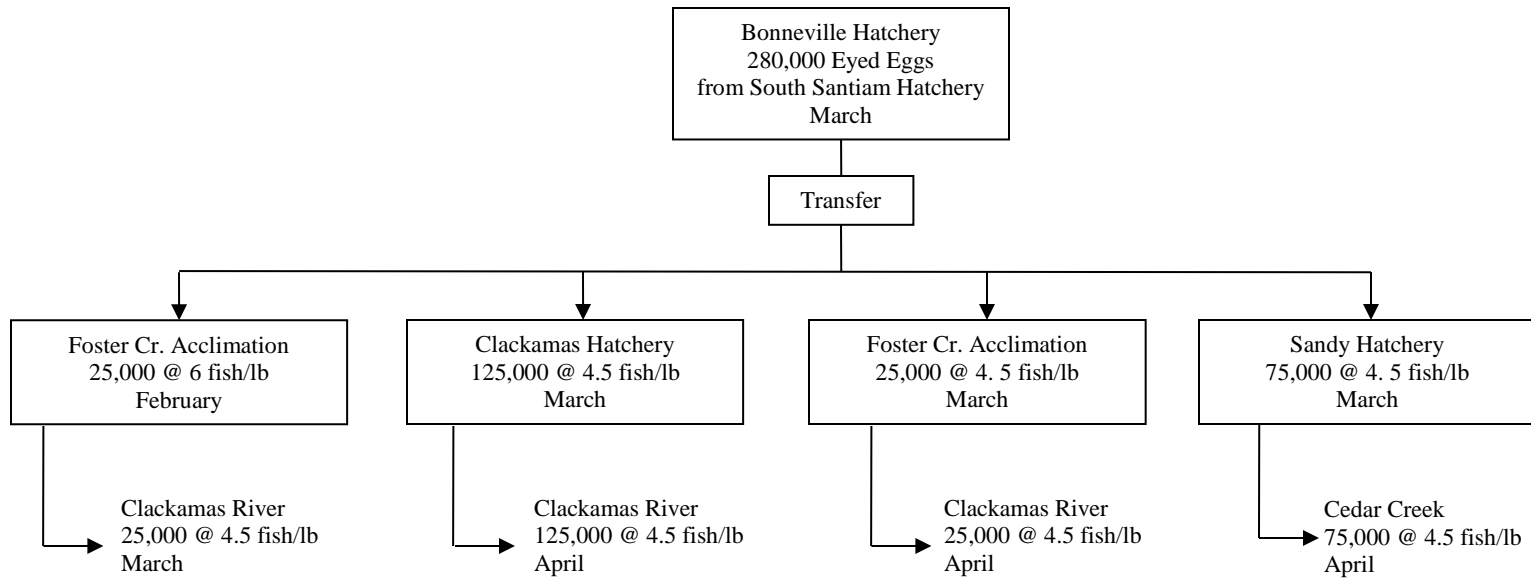 Bonneville Hatchery
280,000 Eyed Eggs
from South Santiam Hatchery
March
Transfer
Foster Cr. Acclimation
25,000 @ 6 fish/lb
February
Clackamas Hatchery
125,000 @ 4.5 fish/lb
March
Foster Cr. Acclimation
25,000 @ 4. 5 fish/lb
March
Sandy Hatchery
75,000 @ 4. 5 fish/lb
March
Clackamas River
25,000 @ 4.5 fish/lb
March
Clackamas River
125,000 @ 4.5 fish/lb
April
Clackamas River
25,000 @ 4.5 fish/lb
April
Cedar Creek
75,000 @ 4.5 fish/lb
April